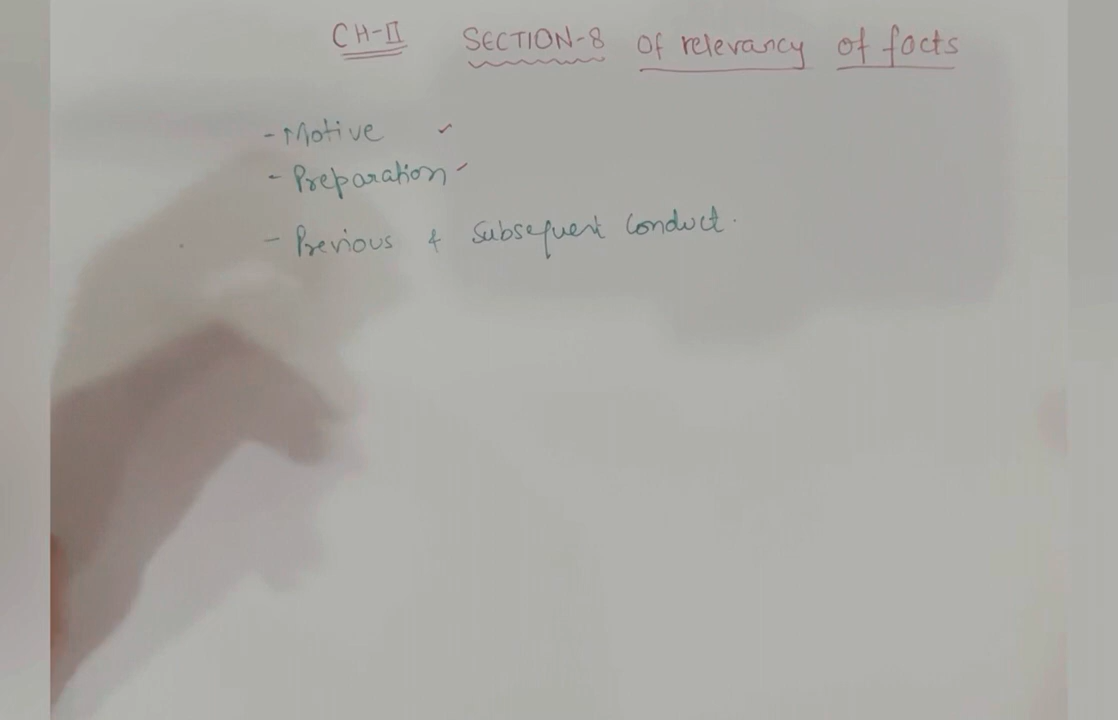 CH-II SECTION-8 Of relevancy of facts
- Motive ✓
- Preparation ✓
- Previous & Subsequent Conduct.